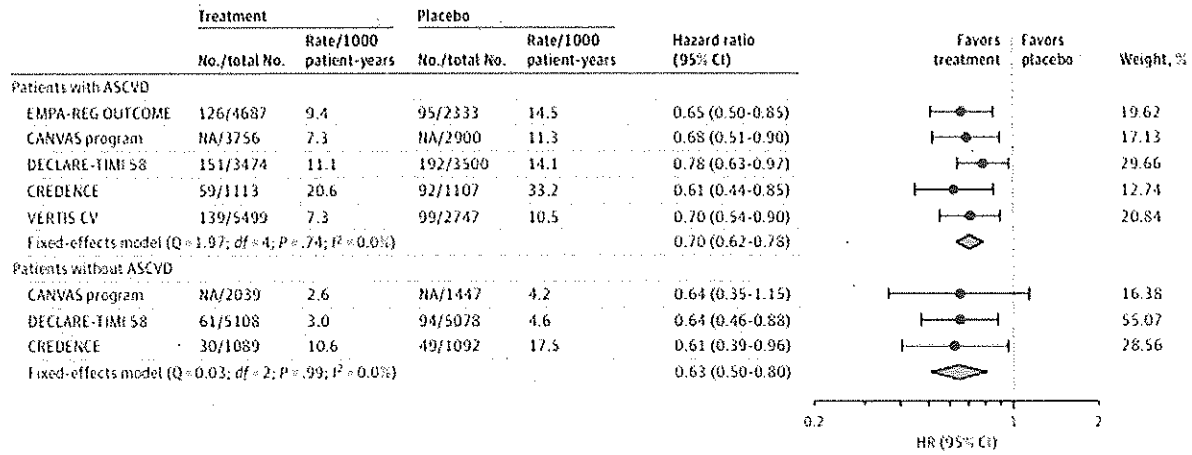 Treatment Placebo
No./total No. Rate/1000 patient-years No./total No. Rate/1000 patient-years Hazard ratio (95% CI) Favors treatment Favors placebo Weight, %
Patients with ASCVD
EMPA-REG OUTCOME 126/4687 9.4 95/2333 14.5 0.65 (0.50-0.85) 19.62
CANVAS program NA/3756 7.3 NA/2900 11.3 0.68 (0.51-0.90) 17.13
DECLARE-TIMI 58 151/3474 11.1 192/3500 14.1 0.78 (0.63-0.97) 29.66
CREDENCE 59/1113 20.6 92/1107 33.2 0.61 (0.44-0.85) 12.74
VERTIS CV 139/5499 7.3 99/2747 10.5 0.70 (0.54-0.90) 20.84
Fixed-effects model (Q = 1.97; df = 4; P = .74; I² = 0.0%) 0.70 (0.62-0.78)
Patients without ASCVD
CANVAS program NA/2039 2.6 NA/1447 4.2 0.64 (0.35-1.15) 16.38
DECLARE-TIMI 58 61/5108 3.0 94/5078 4.6 0.64 (0.46-0.88) 55.07
CREDENCE 30/1089 10.6 49/1092 17.5 0.61 (0.39-0.96) 28.56
Fixed-effects model (Q = 0.03; df = 2; P = .99; I² = 0.0%) 0.63 (0.50-0.80)
0.2 1 2
HR (95% CI)